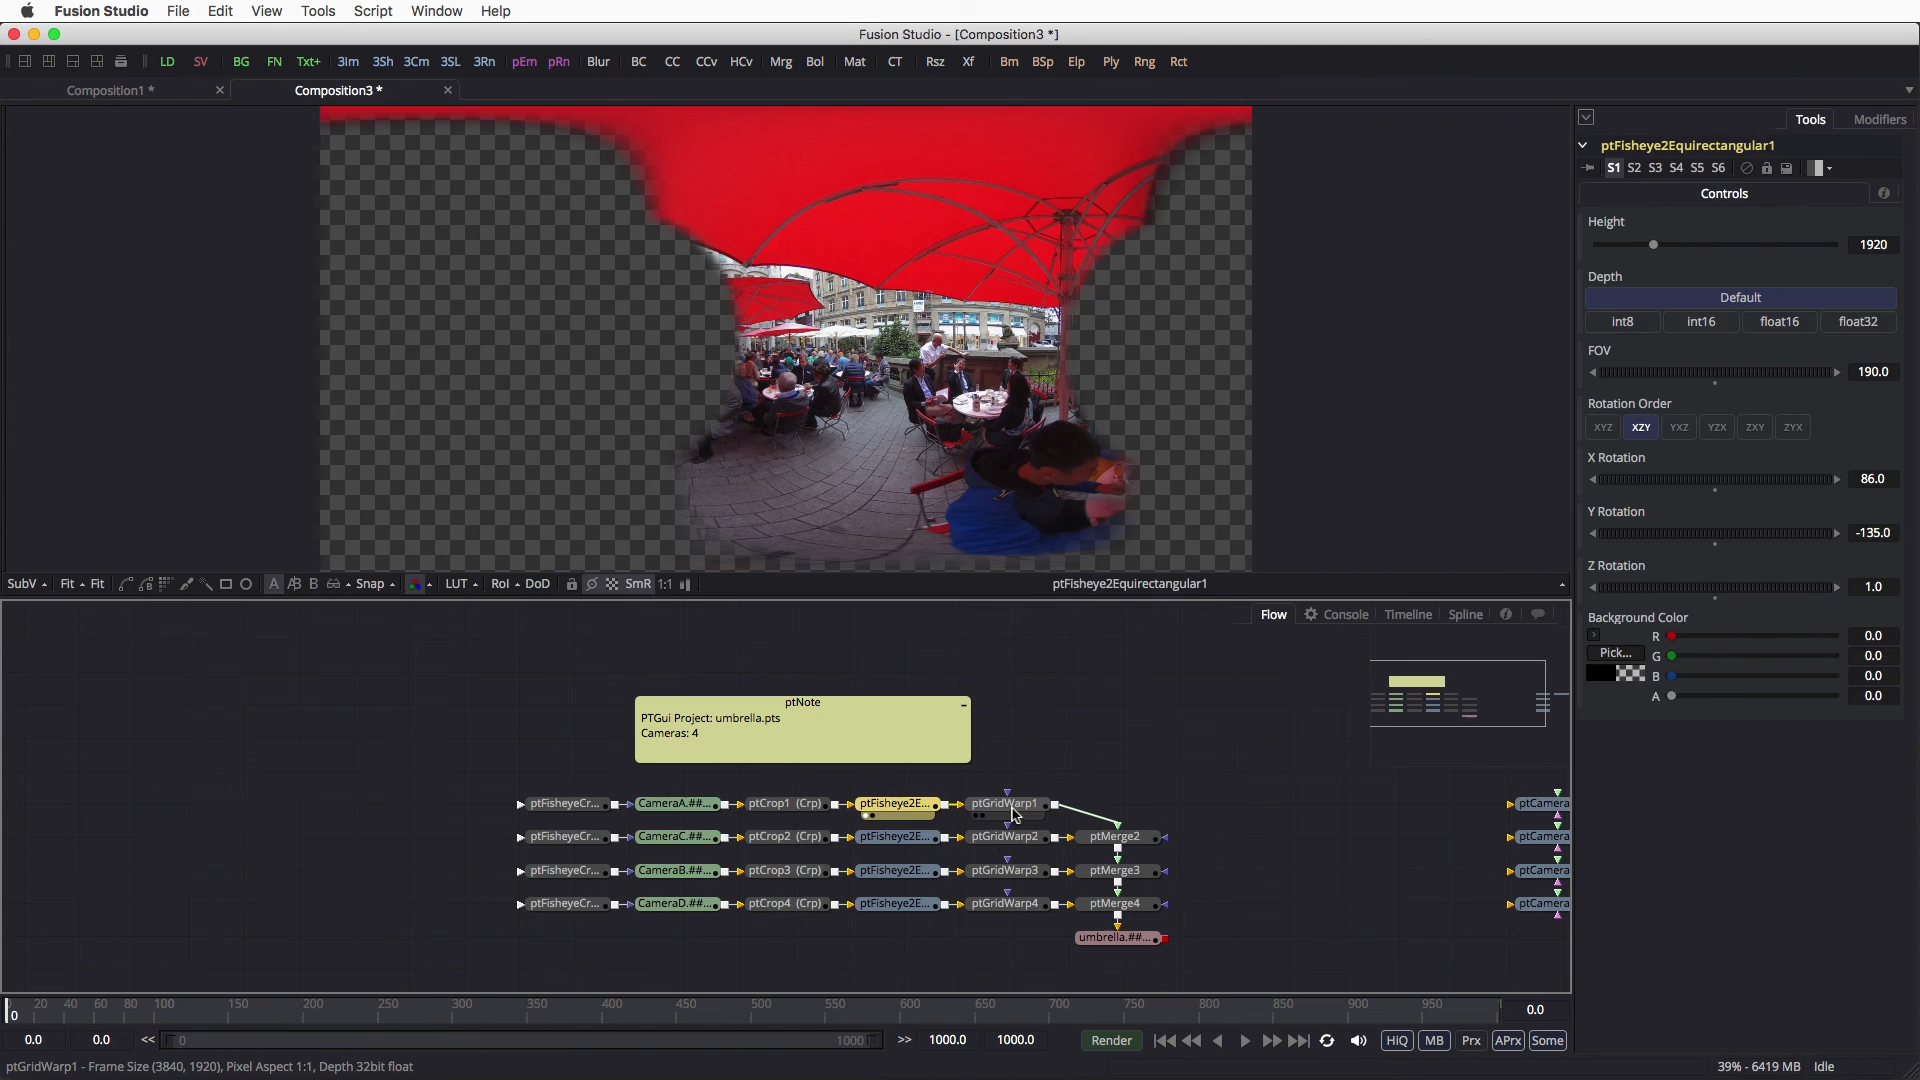 Fusion Studio File Edit View Tools Script Window Help
Fusion Studio - [Composition3 *]
LD SV BG FN Txt+ 3Im 3Sh 3Cm 3SL 3Rn pEm pRn Blur BC CC CCv HCv Mrg Bol Mat CT Rsz Xf Bm BSp Elp Ply Rng Rct
Composition1 * Composition3 *
Tools Modifiers
ptFisheye2Equirectangular1
S1 S2 S3 S4 S5 S6
Controls
Height
1920
Depth
Default
int8 int16 float16 float32
FOV
190.0
Rotation Order
XYZ XZY YXZ YZX ZXY ZYX
X Rotation
86.0
Y Rotation
-135.0
Z Rotation
1.0
Background Color
R 0.0
Pick... G 0.0
B 0.0
A 0.0
SubV Fit Fit A B Snap LUT RoI DoD SmR 1:1 ptFisheye2Equirectangular1
Flow Console Timeline Spline
ptNote
PTGui Project: umbrella.pts
Cameras: 4
ptFisheyeCr... CameraA.##... ptCrop1 (Crp) ptFisheye2E... ptGridWarp1 ptCamera
ptFisheyeCr... CameraC.##... ptCrop2 (Crp) ptFisheye2E... ptGridWarp2 ptMerge2 ptCamera
ptFisheyeCr... CameraB.##... ptCrop3 (Crp) ptFisheye2E... ptGridWarp3 ptMerge3 ptCamera
ptFisheyeCr... CameraD.##... ptCrop4 (Crp) ptFisheye2E... ptGridWarp4 ptMerge4 ptCamera
umbrella.##...
0 20 40 60 80 100 150 200 250 300 350 400 450 500 550 600 650 700 750 800 850 900 950 0.0
0.0 0.0 << 0 1000 >> 1000.0 1000.0 Render HiQ MB Prx APrx Some
ptGridWarp1 - Frame Size (3840, 1920), Pixel Aspect 1:1, Depth 32bit float 39% - 6419 MB Idle